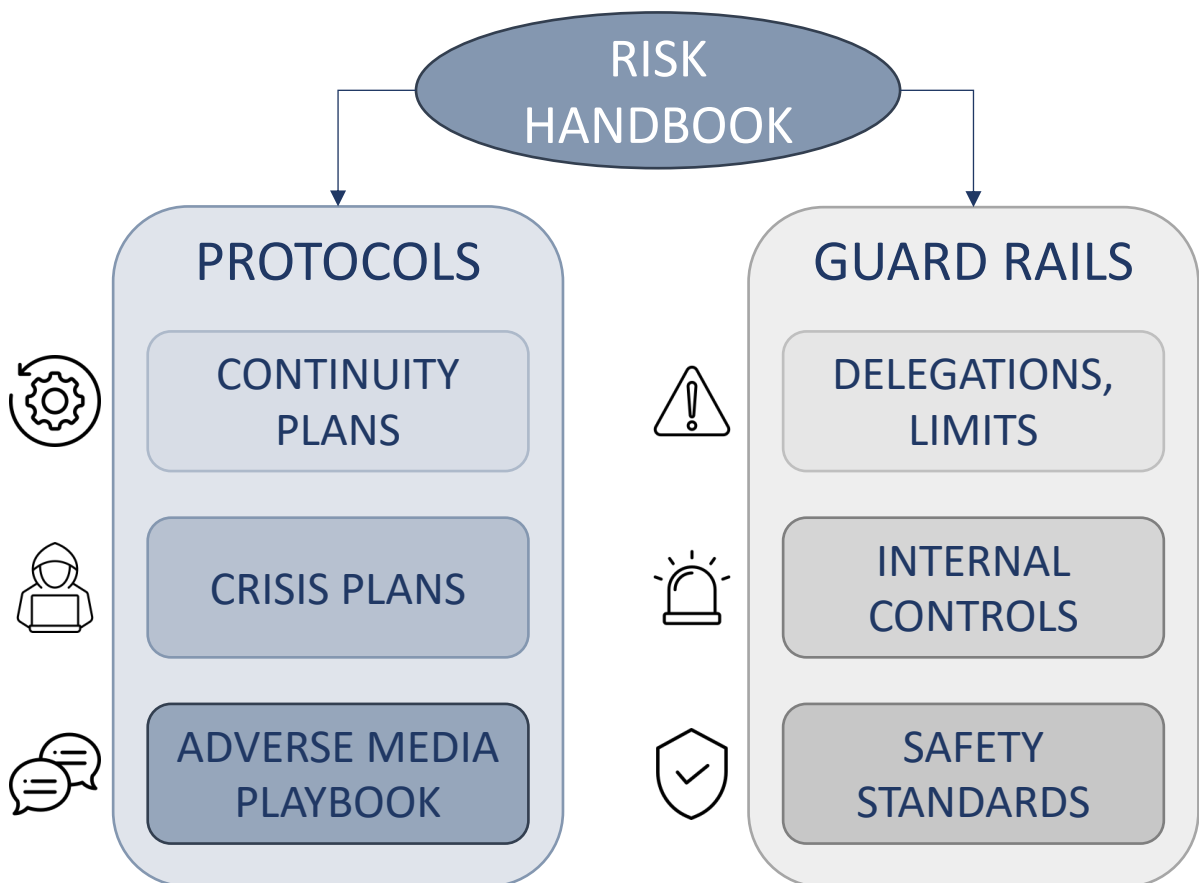 RISK
HANDBOOK
PROTOCOLS
CONTINUITY
PLANS
CRISIS PLANS
ADVERSE MEDIA
PLAYBOOK
GUARD RAILS
DELEGATIONS,
LIMITS
INTERNAL
CONTROLS
SAFETY
STANDARDS